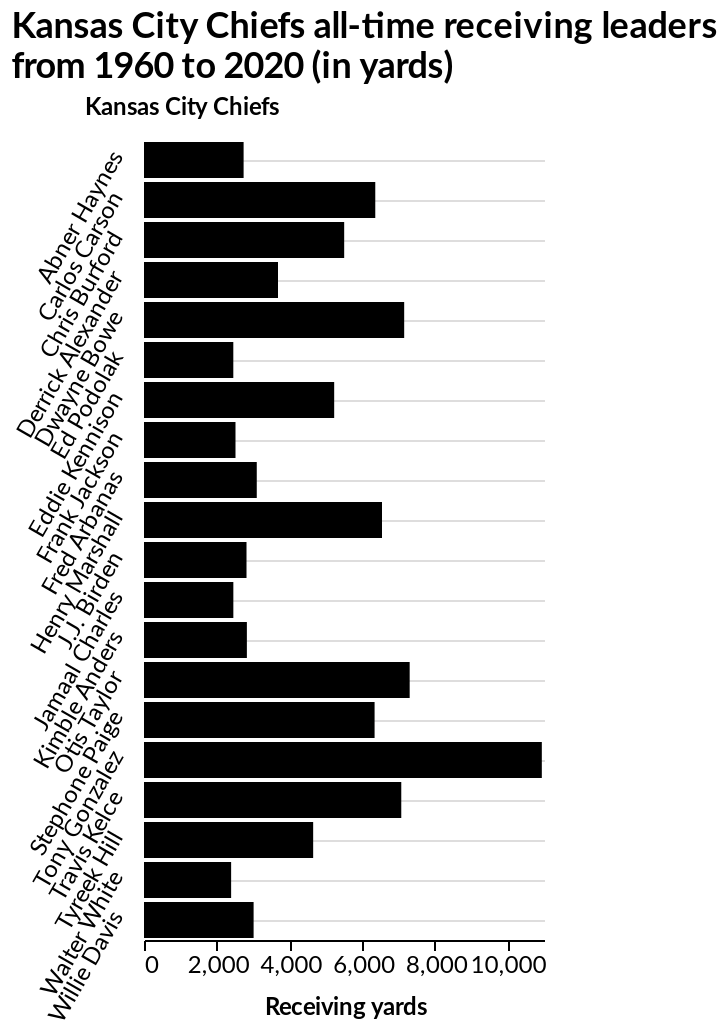 Kansas City Chiefs all-time receiving leaders
from 1960 to 2020 (in yards)
Kansas City Chiefs
Abner Haynes
Carlos Carson
Chris Burford
Derrick Alexander
Dwayne Bowe
Ed Podolak
Eddie Kennison
Frank Jackson
Fred Arbanas
Henry Marshall
J.J. Birden
Jamaal Charles
Kimble Anders
Otis Taylor
Stephone Paige
Tony Gonzalez
Travis Kelce
Tyreek Hill
Walter White
Willie Davis
0 2,000 4,000 6,000 8,000 10,000
Receiving yards